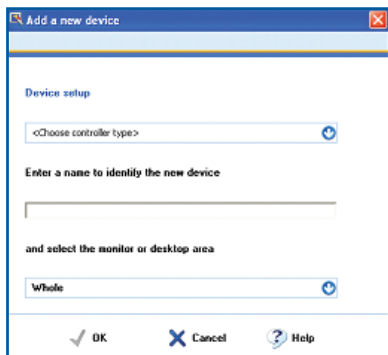 Add a new device
Device setup
<Choose controller type>
Enter a name to identify the new device
and select the monitor or desktop area
Whole
OK Cancel Help